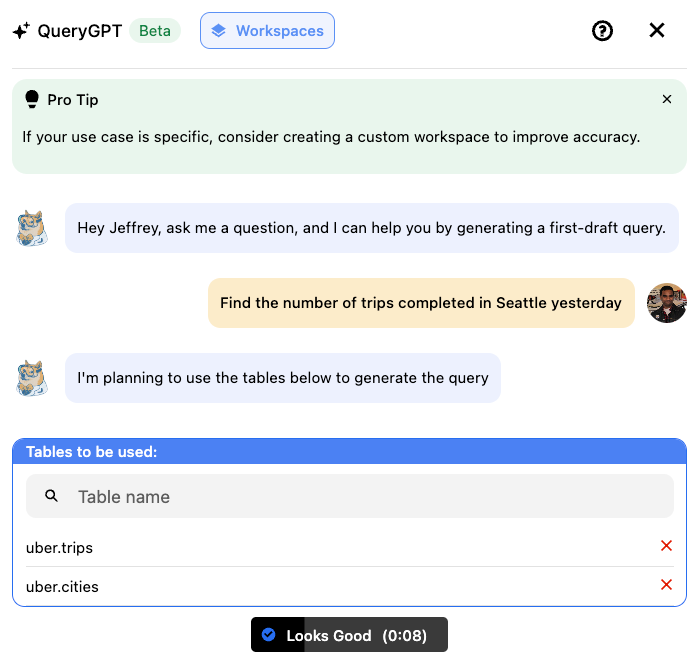 QueryGPT Beta Workspaces
Pro Tip
If your use case is specific, consider creating a custom workspace to improve accuracy.
Hey Jeffrey, ask me a question, and I can help you by generating a first-draft query.
Find the number of trips completed in Seattle yesterday
I'm planning to use the tables below to generate the query
Tables to be used:
Table name
uber.trips
uber.cities
Looks Good (0:08)